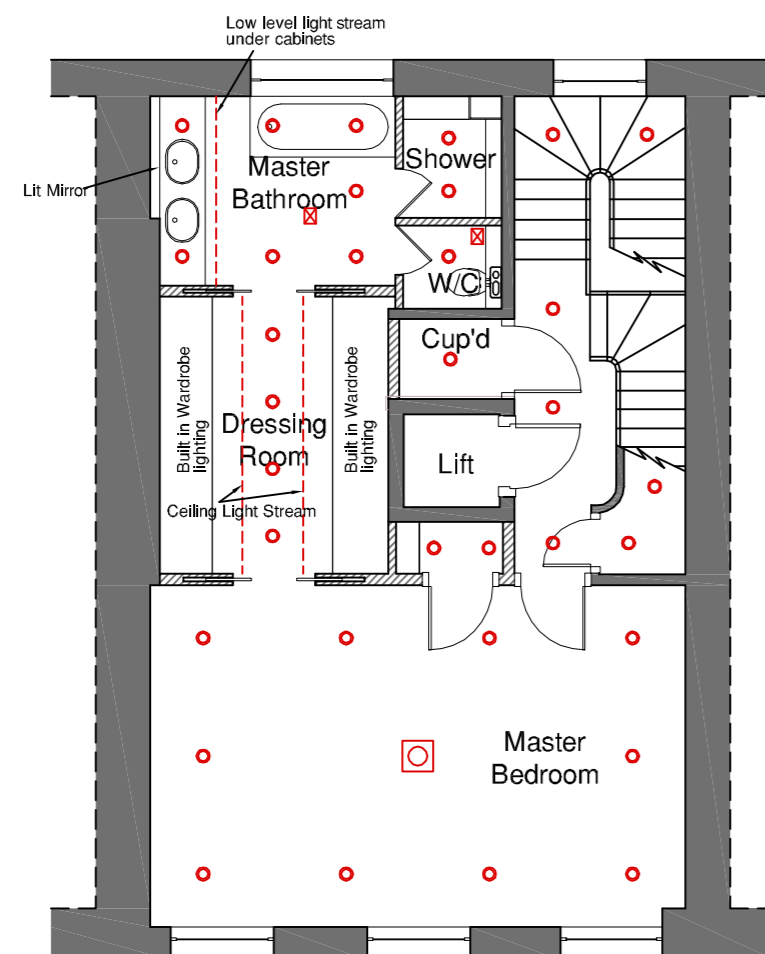 Low level light stream
under cabinets
Master
Bathroom
Shower
Lit Mirror
W/C
Cup'd
Built in Wardrobe
lighting
Dressing
Room
Built in Wardrobe
lighting
Lift
Ceiling Light Stream
Master
Bedroom